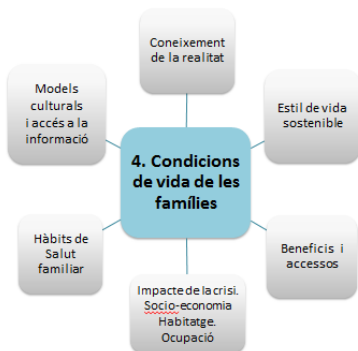 Coneixement
de la realitat
Models
culturals
i accés a la
informació
Estil de vida
sostenible
4. Condicions
de vida de les
famílies
Hàbits de
Salut
familiar
Beneficis i
accessos
Impacte de la crisi.
Socio-economia
Habitatge.
Ocupació